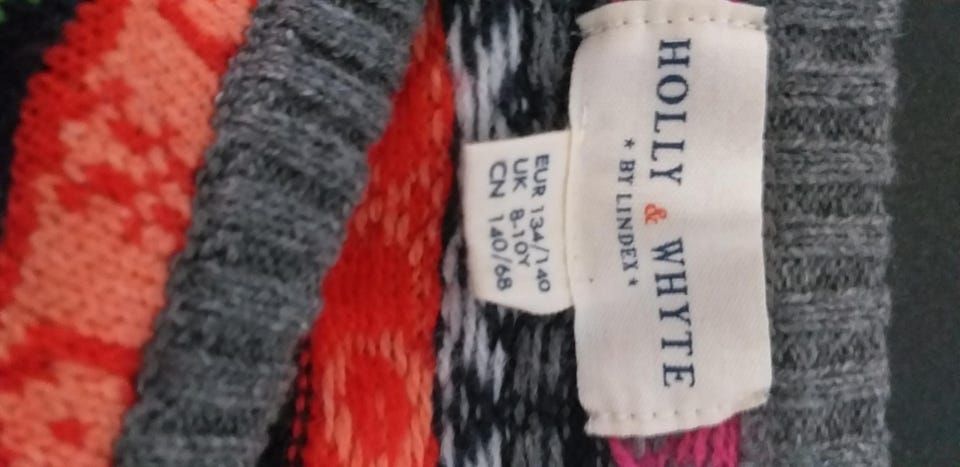 HOLLY & WHYTE
* BY LINDEX *
EUR 134/140
UK 8-10Y
CN 140/68